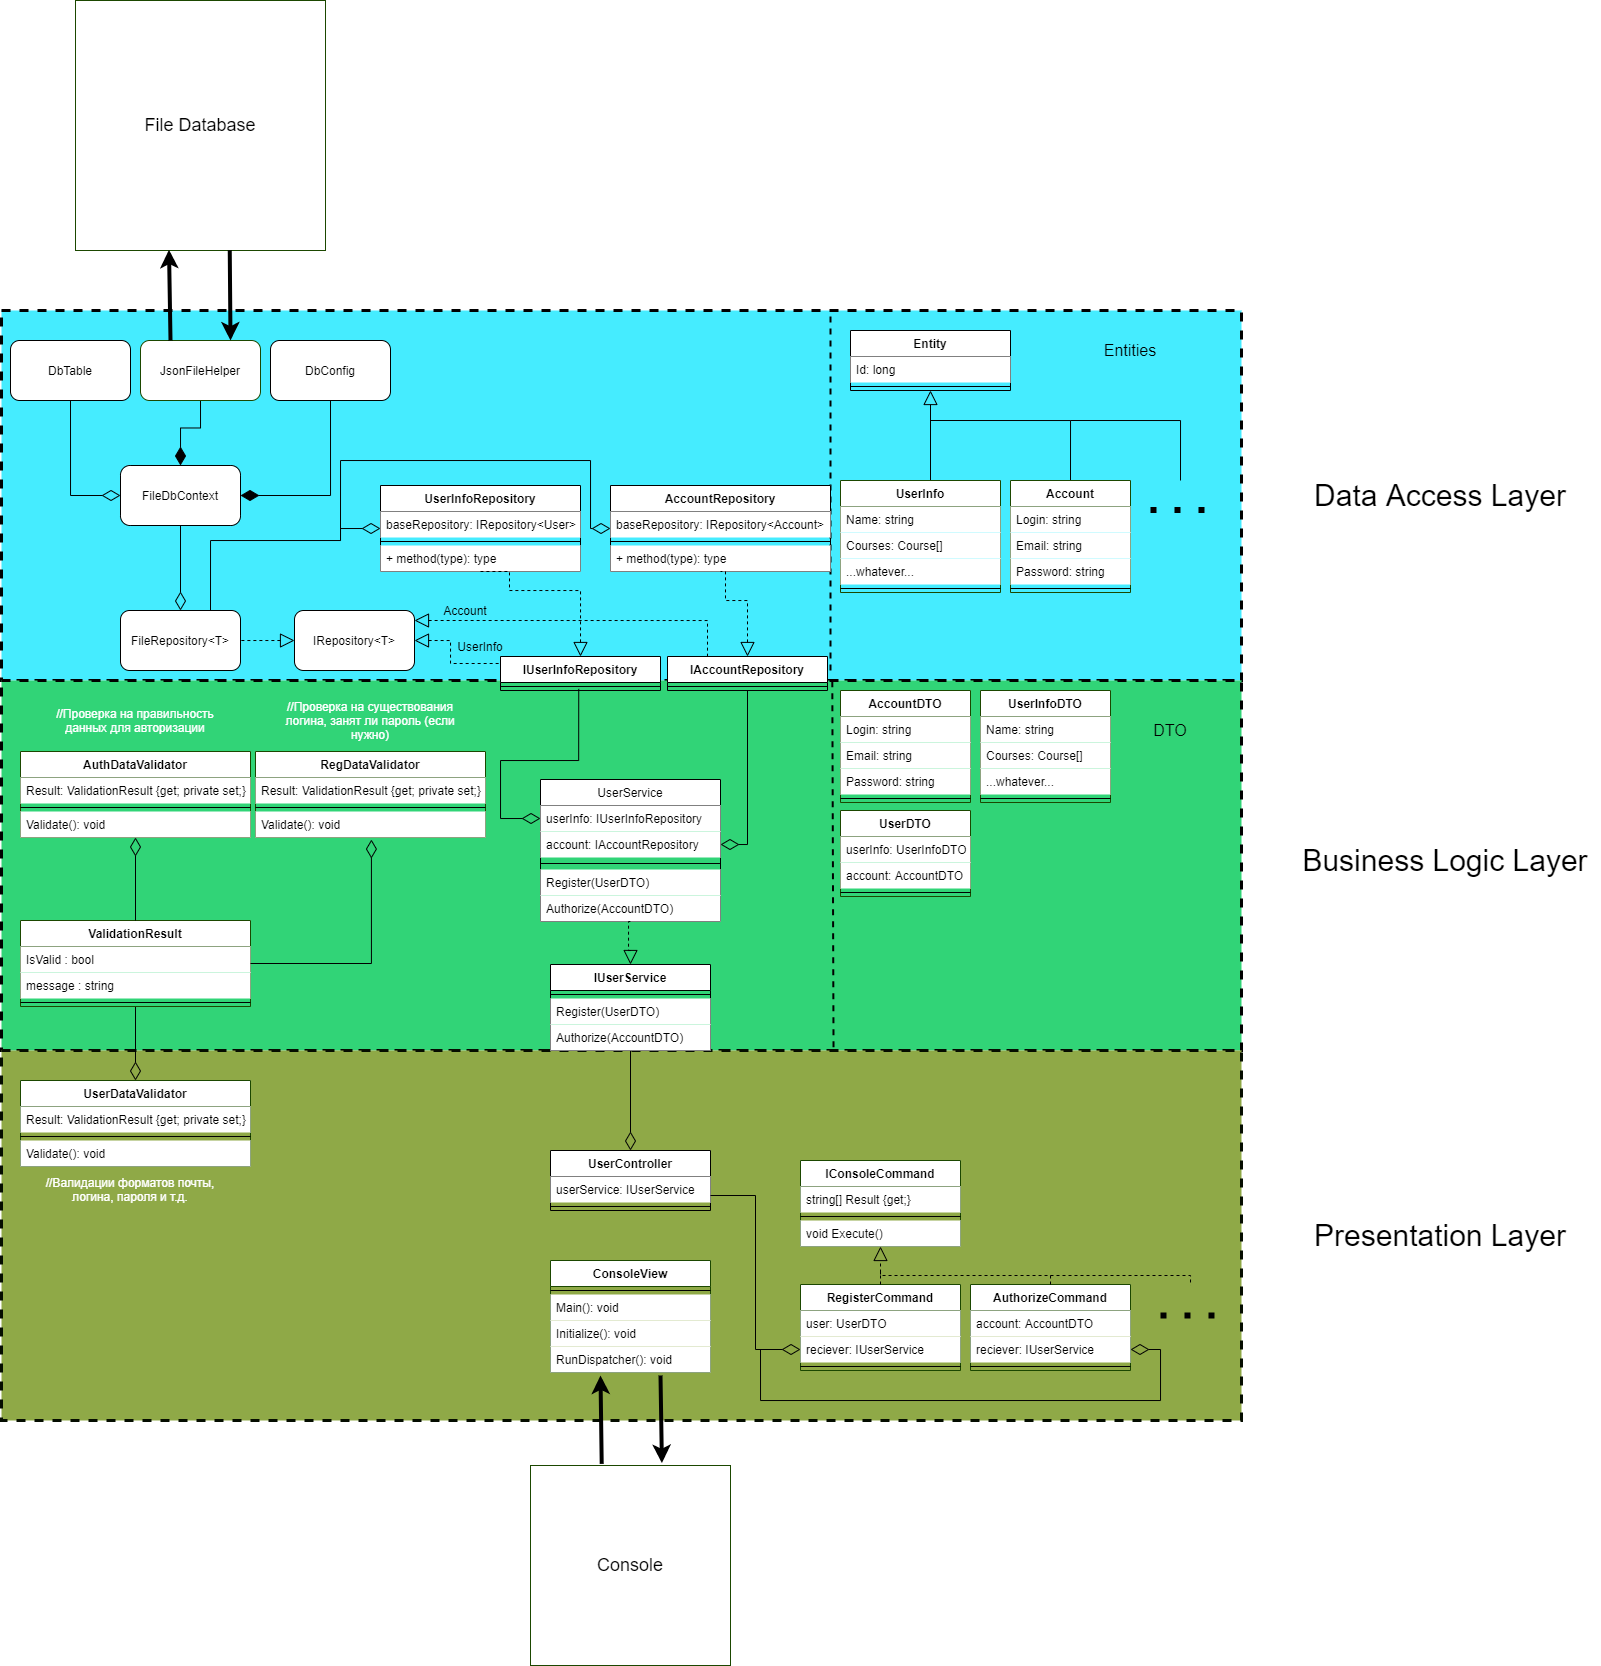 File Database
DbTable
JsonFileHelper
DbConfig
Entity
Id: long
Entities
FileDbContext
UserInfoRepository
baseRepository: IRepository<User>
+ method(type): type
AccountRepository
baseRepository: IRepository<Account>
+ method(type): type
UserInfo
Name: string
Courses: Course[]
...whatever...
Account
Login: string
Email: string
Password: string
. . .
Data Access Layer
FileRepository<T>
IRepository<T>
Account
UserInfo
IUserInfoRepository
IAccountRepository
//Проверка на правильность
данных для авторизации
//Проверка на существования
логина, занят ли пароль (если
нужно)
AuthDataValidator
Result: ValidationResult {get; private set;}
Validate(): void
RegDataValidator
Result: ValidationResult {get; private set;}
Validate(): void
UserService
userInfo: IUserInfoRepository
account: IAccountRepository
Register(UserDTO)
Authorize(AccountDTO)
AccountDTO
Login: string
Email: string
Password: string
UserInfoDTO
Name: string
Courses: Course[]
...whatever...
DTO
UserDTO
userInfo: UserInfoDTO
account: AccountDTO
Business Logic Layer
ValidationResult
IsValid : bool
message : string
IUserService
Register(UserDTO)
Authorize(AccountDTO)
UserDataValidator
Result: ValidationResult {get; private set;}
Validate(): void
//Валидации форматов почты,
логина, пароля и т.д.
UserController
userService: IUserService
IConsoleCommand
string[] Result {get;}
void Execute()
Presentation Layer
ConsoleView
Main(): void
Initialize(): void
RunDispatcher(): void
RegisterCommand
user: UserDTO
reciever: IUserService
AuthorizeCommand
account: AccountDTO
reciever: IUserService
. . .
Console